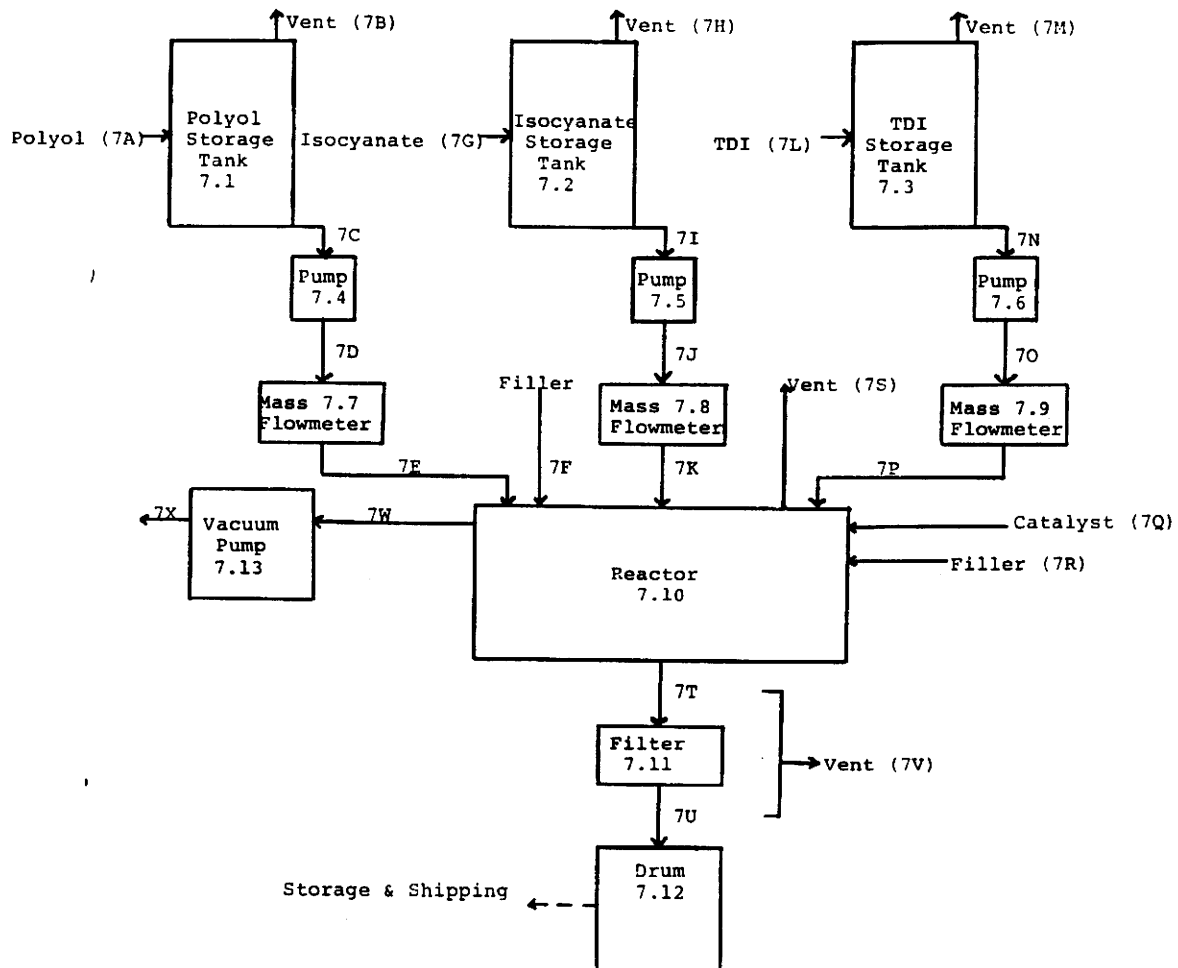 Vent (7B)
Vent (7H)
Vent (7M)
Polyol (7A)
Polyol
Storage
Tank
7.1
Isocyanate (7G)
Isocyanate
Storage
Tank
7.2
TDI (7L)
TDI
Storage
Tank
7.3
7C
7I
7N
Pump
7.4
Pump
7.5
Pump
7.6
7D
7J
7O
Mass 7.7
Flowmeter
Filler
Mass 7.8
Flowmeter
Vent (7S)
Mass 7.9
Flowmeter
7E
7F
7K
7P
7X
Vacuum
Pump
7.13
7W
Reactor
7.10
Catalyst (7Q)
Filler (7R)
7T
Filter
7.11
Vent (7V)
7U
Drum
7.12
Storage & Shipping